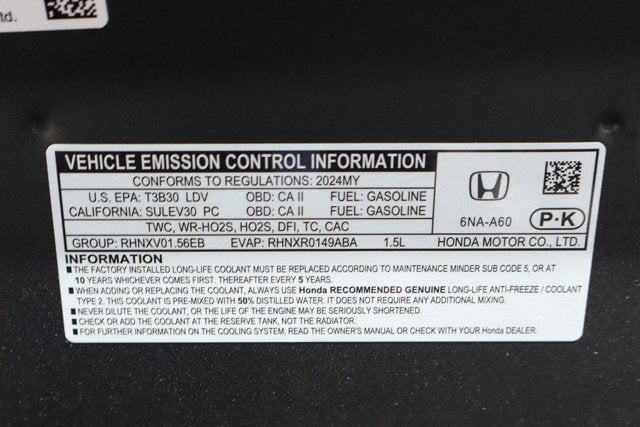 td.
VEHICLE EMISSION CONTROL INFORMATION
CONFORMS TO REGULATIONS: 2024MY
U.S. EPA: T3B30 LDV OBD: CA II FUEL: GASOLINE
CALIFORNIA: SULEV30 PC OBD: CA II FUEL: GASOLINE
TWC, WR-HO2S, HO2S, DFI, TC, CAC
GROUP: RHNXV01.56EB EVAP: RHNXR0149ABA 1.5L
6NA-A60 P·K
HONDA MOTOR CO., LTD.
INFORMATION
■ THE FACTORY INSTALLED LONG-LIFE COOLANT MUST BE REPLACED ACCORDING TO MAINTENANCE MINDER SUB CODE 5, OR AT
10 YEARS WHICHEVER COMES FIRST. THEREAFTER EVERY 5 YEARS.
■ WHEN ADDING OR REPLACING THE COOLANT, ALWAYS USE Honda RECOMMENDED GENUINE LONG-LIFE ANTI-FREEZE / COOLANT
TYPE 2. THIS COOLANT IS PRE-MIXED WITH 50% DISTILLED WATER. IT DOES NOT REQUIRE ANY ADDITIONAL MIXING.
■ NEVER DILUTE THE COOLANT, OR THE LIFE OF THE ENGINE MAY BE SERIOUSLY SHORTENED.
■ CHECK OR ADD THE COOLANT AT THE RESERVE TANK, NOT THE RADIATOR.
■ FOR FURTHER INFORMATION ON THE COOLING SYSTEM, READ THE OWNER'S MANUAL OR CHECK WITH YOUR Honda DEALER.